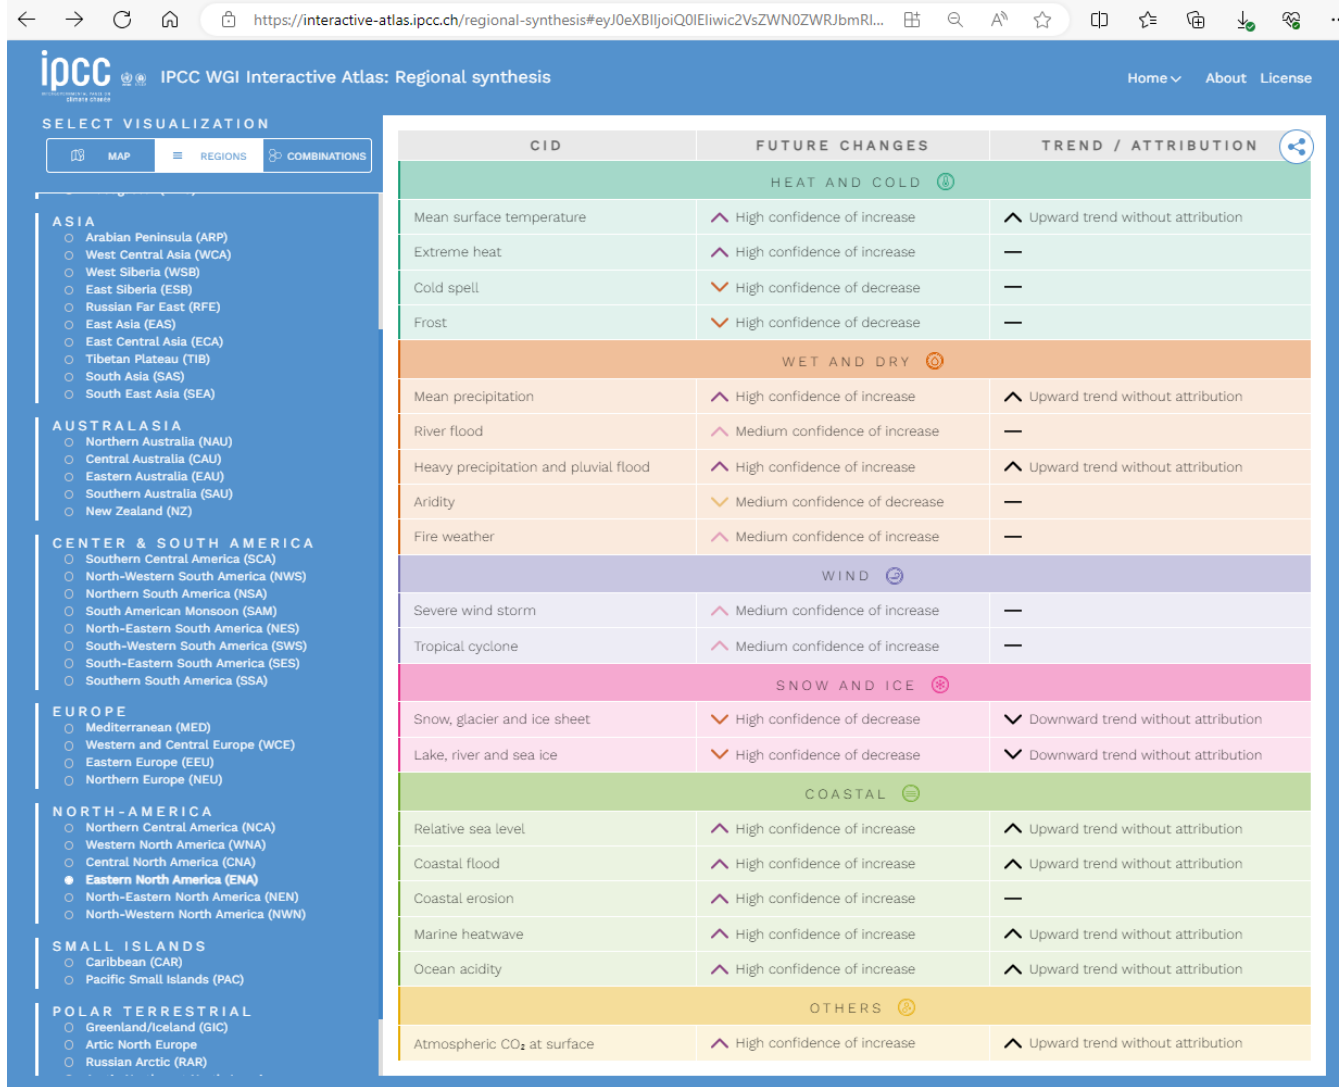 https://interactive-atlas.ipcc.ch/regional-synthesis#eyJ0eXBlIjoiQ0lEIiwic2VsZWN0ZWRJbmRl...
ipcc
INTERGOVERNMENTAL PANEL ON
climate change
IPCC WGI Interactive Atlas: Regional synthesis
Home About License
SELECT VISUALIZATION
MAP REGIONS COMBINATIONS
ASIA
Arabian Peninsula (ARP)
West Central Asia (WCA)
West Siberia (WSB)
East Siberia (ESB)
Russian Far East (RFE)
East Asia (EAS)
East Central Asia (ECA)
Tibetan Plateau (TIB)
South Asia (SAS)
South East Asia (SEA)
AUSTRALASIA
Northern Australia (NAU)
Central Australia (CAU)
Eastern Australia (EAU)
Southern Australia (SAU)
New Zealand (NZ)
CENTER & SOUTH AMERICA
Southern Central America (SCA)
North-Western South America (NWS)
Northern South America (NSA)
South American Monsoon (SAM)
North-Eastern South America (NES)
South-Western South America (SWS)
South-Eastern South America (SES)
Southern South America (SSA)
EUROPE
Mediterranean (MED)
Western and Central Europe (WCE)
Eastern Europe (EEU)
Northern Europe (NEU)
NORTH-AMERICA
Northern Central America (NCA)
Western North America (WNA)
Central North America (CNA)
Eastern North America (ENA)
North-Eastern North America (NEN)
North-Western North America (NWN)
SMALL ISLANDS
Caribbean (CAR)
Pacific Small Islands (PAC)
POLAR TERRESTRIAL
Greenland/Iceland (GIC)
Artic North Europe
Russian Arctic (RAR)
CID FUTURE CHANGES TREND / ATTRIBUTION
HEAT AND COLD
Mean surface temperature High confidence of increase Upward trend without attribution
Extreme heat High confidence of increase —
Cold spell High confidence of decrease —
Frost High confidence of decrease —
WET AND DRY
Mean precipitation High confidence of increase Upward trend without attribution
River flood Medium confidence of increase —
Heavy precipitation and pluvial flood High confidence of increase Upward trend without attribution
Aridity Medium confidence of decrease —
Fire weather Medium confidence of increase —
WIND
Severe wind storm Medium confidence of increase —
Tropical cyclone Medium confidence of increase —
SNOW AND ICE
Snow, glacier and ice sheet High confidence of decrease Downward trend without attribution
Lake, river and sea ice High confidence of decrease Downward trend without attribution
COASTAL
Relative sea level High confidence of increase Upward trend without attribution
Coastal flood High confidence of increase Upward trend without attribution
Coastal erosion High confidence of increase —
Marine heatwave High confidence of increase Upward trend without attribution
Ocean acidity High confidence of increase Upward trend without attribution
OTHERS
Atmospheric CO₂ at surface High confidence of increase Upward trend without attribution